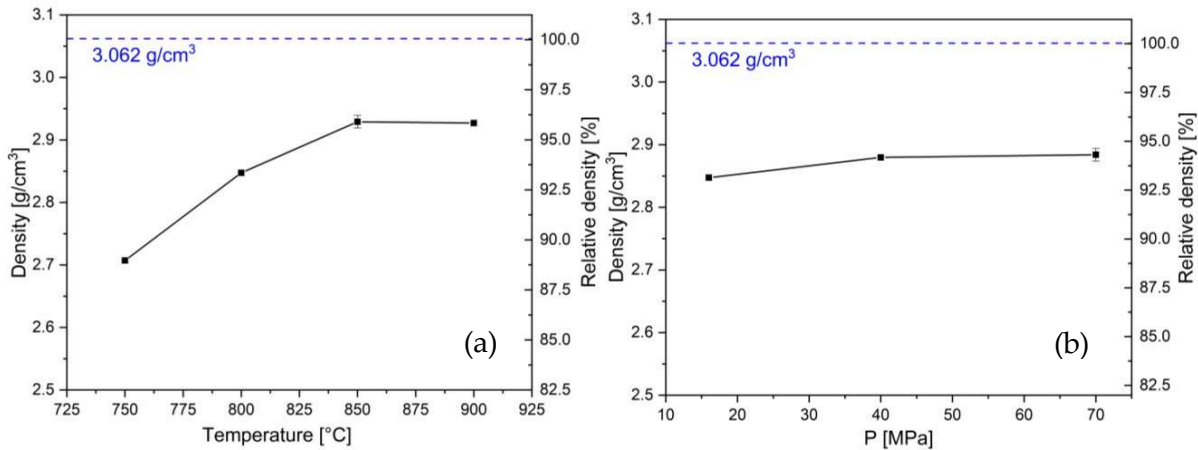 3.1
3.0
2.9
2.8
2.7
2.6
2.5
Density [g/cm³]
3.062 g/cm³
100.0
97.5
95.0
92.5
90.0
87.5
85.0
82.5
Relative density [%]
(a)
725 750 775 800 825 850 875 900 925
Temperature [°C]
3.1
3.0
2.9
2.8
2.7
2.6
2.5
Density [g/cm³]
3.062 g/cm³
100.0
97.5
95.0
92.5
90.0
87.5
85.0
82.5
Relative density [%]
(b)
10 20 30 40 50 60 70
P [MPa]